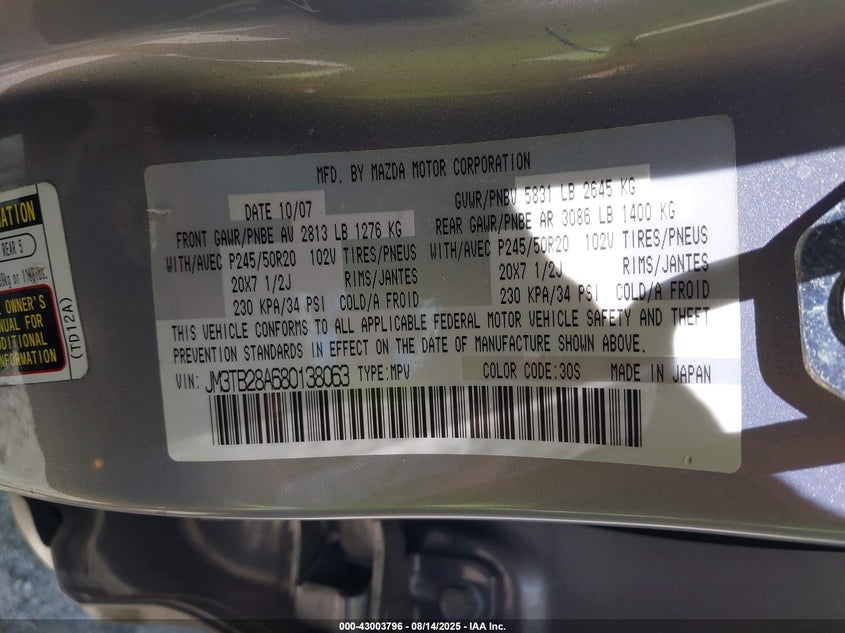 MFD. BY MAZDA MOTOR CORPORATION
DATE 10/07
GVWR/PNBV 5831 LB 2645 KG
FRONT GAWR/PNBE AV 2813 LB 1276 KG
REAR GAWR/PNBE AR 3086 LB 1400 KG
WITH/AVEC P245/50R20 102V TIRES/PNEUS
WITH/AVEC P245/50R20 102V TIRES/PNEUS
20X7 1/2J RIMS/JANTES
20X7 1/2J RIMS/JANTES
230 KPA/34 PSI COLD/A FROID
230 KPA/34 PSI COLD/A FROID
THIS VEHICLE CONFORMS TO ALL APPLICABLE FEDERAL MOTOR VEHICLE SAFETY AND THEFT
PREVENTION STANDARDS IN EFFECT ON THE DATE OF MANUFACTURE SHOWN ABOVE.
VIN: JM3TB28A680138063 TYPE:MPV COLOR CODE:30S MADE IN JAPAN
REAR 5
OWNER'S
FOR
INFORMATION
(TD12A)
000-43003796 - 08/14/2025 - IAA Inc.